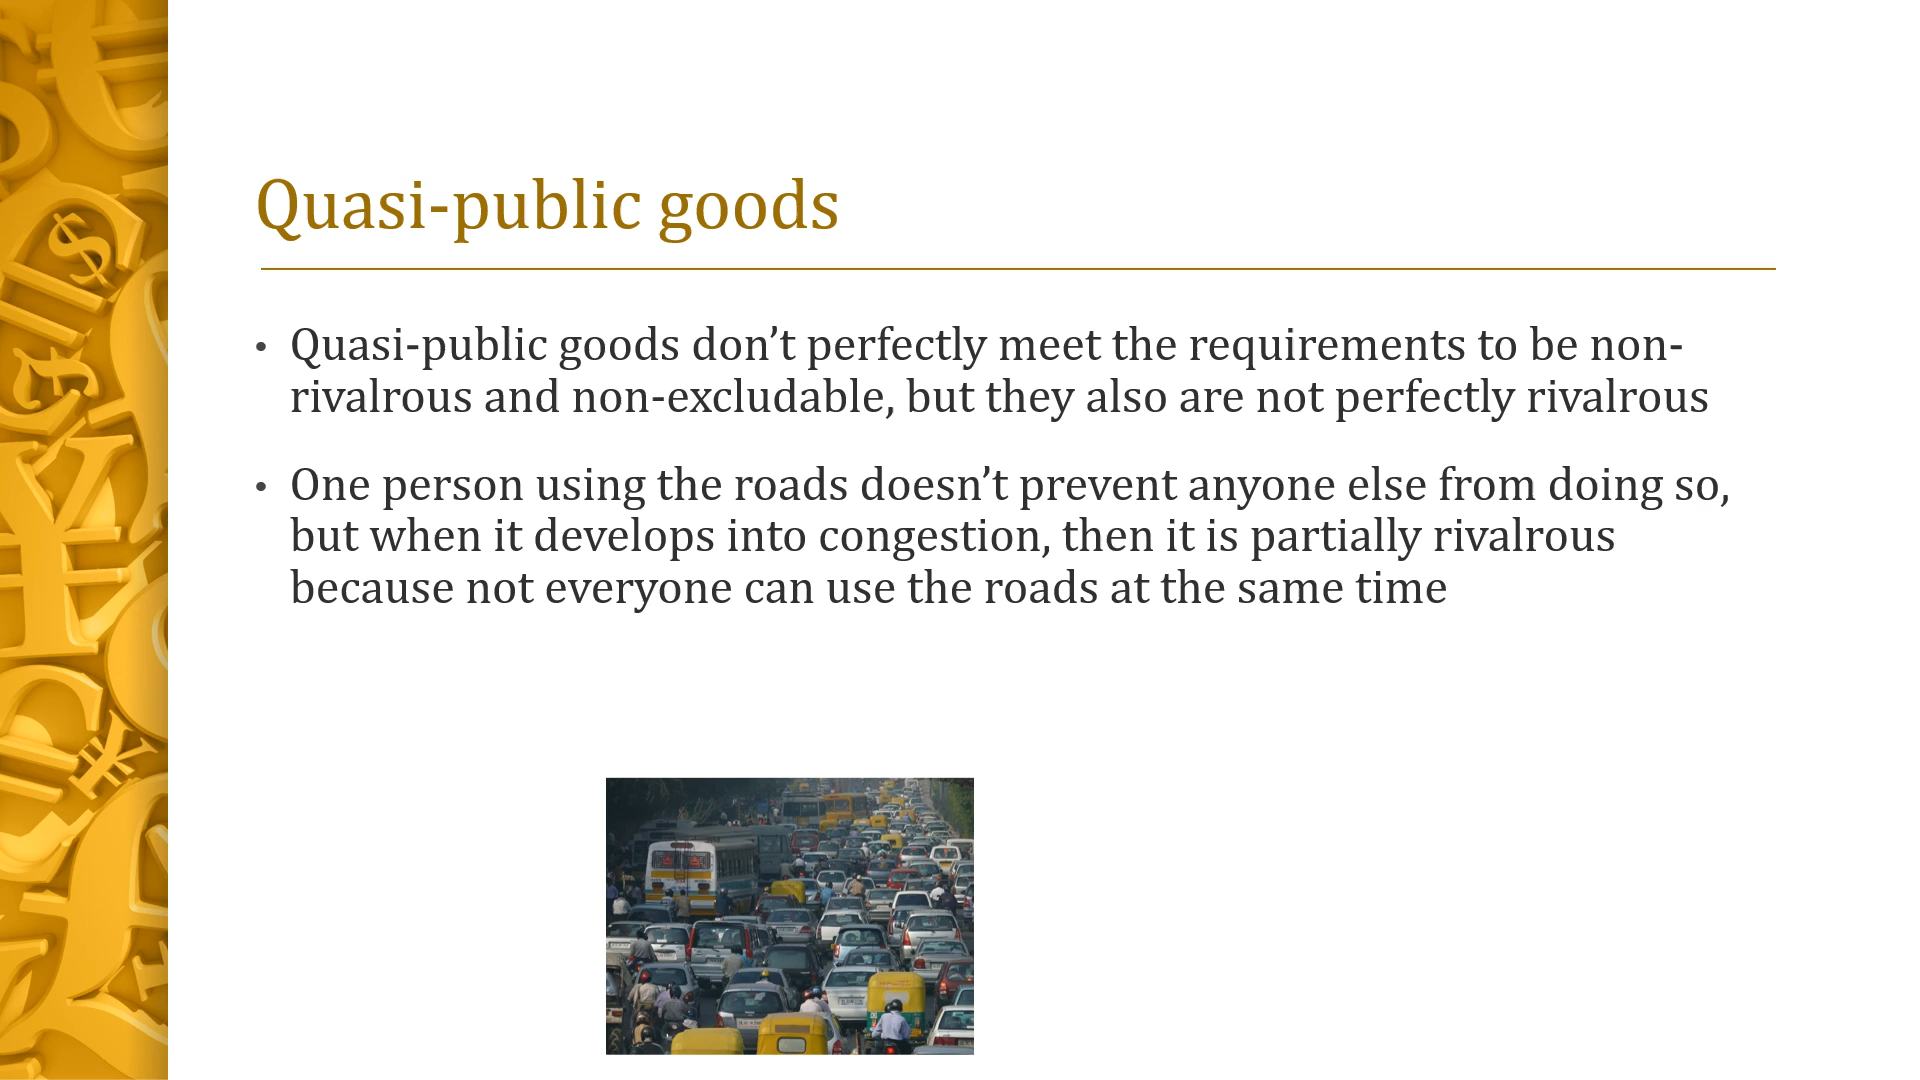 Quasi-public goods
• Quasi-public goods don’t perfectly meet the requirements to be non-
rivalrous and non-excludable, but they also are not perfectly rivalrous
• One person using the roads doesn’t prevent anyone else from doing so,
but when it develops into congestion, then it is partially rivalrous
because not everyone can use the roads at the same time